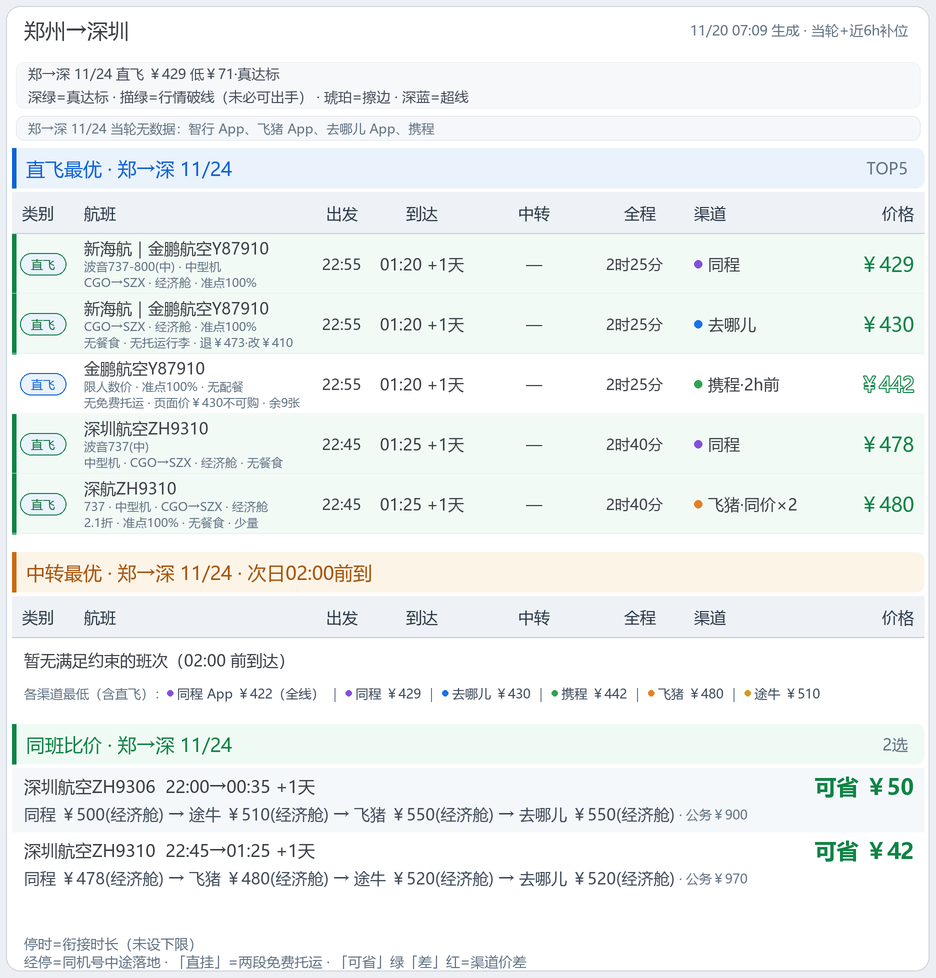 郑州→深圳
11/20 07:09 生成 · 当轮+近6h补位
郑→深 11/24 直飞 ￥429 低￥71·真达标
深绿=真达标 · 描绿=行情破线（未必可出手） · 琥珀=擦边 · 深蓝=超线
郑→深 11/24 当轮无数据：智行 App、飞猪 App、去哪儿 App、携程
直飞最优 · 郑→深 11/24 TOP5
类别 航班 出发 到达 中转 全程 渠道 价格
新海航｜金鹏航空Y87910
直飞 波音737-800(中) · 中型机 22:55 01:20 +1天 — 2时25分 同程 ￥429
CGO→SZX · 经济舱 · 准点100%
新海航｜金鹏航空Y87910
直飞 CGO→SZX · 经济舱 · 准点100% 22:55 01:20 +1天 — 2时25分 去哪儿 ￥430
无餐食 · 无托运行李 · 退￥473·改￥410
金鹏航空Y87910
直飞 限人数价 · 准点100% · 无配餐 22:55 01:20 +1天 — 2时25分 携程·2h前 ￥442
无免费托运 · 页面价￥430不可购 · 余9张
深圳航空ZH9310
直飞 波音737(中) 22:45 01:25 +1天 — 2时40分 同程 ￥478
中型机 · CGO→SZX · 经济舱 · 无餐食
深航ZH9310
直飞 737 · 中型机 · CGO→SZX · 经济舱 22:45 01:25 +1天 — 2时40分 飞猪·同价×2 ￥480
2.1折 · 准点100% · 无餐食 · 少量
中转最优 · 郑→深 11/24 · 次日02:00前到
类别 航班 出发 到达 中转 全程 渠道 价格
暂无满足约束的班次（02:00 前到达）
各渠道最低（含直飞）: 同程 App ￥422（全线） | 同程 ￥429 | 去哪儿 ￥430 | 携程 ￥442 | 飞猪 ￥480 | 途牛 ￥510
同班比价 · 郑→深 11/24 2选
深圳航空ZH9306 22:00→00:35 +1天 可省 ￥50
同程 ￥500(经济舱) → 途牛 ￥510(经济舱) → 飞猪 ￥550(经济舱) → 去哪儿 ￥550(经济舱) · 公务￥900
深圳航空ZH9310 22:45→01:25 +1天 可省 ￥42
同程 ￥478(经济舱) → 飞猪 ￥480(经济舱) → 途牛 ￥520(经济舱) → 去哪儿 ￥520(经济舱) · 公务￥970
停时=衔接时长（未设下限）
经停=同机号中途落地 · 「直挂」=两段免费托运 · 「可省」绿「差」红=渠道价差